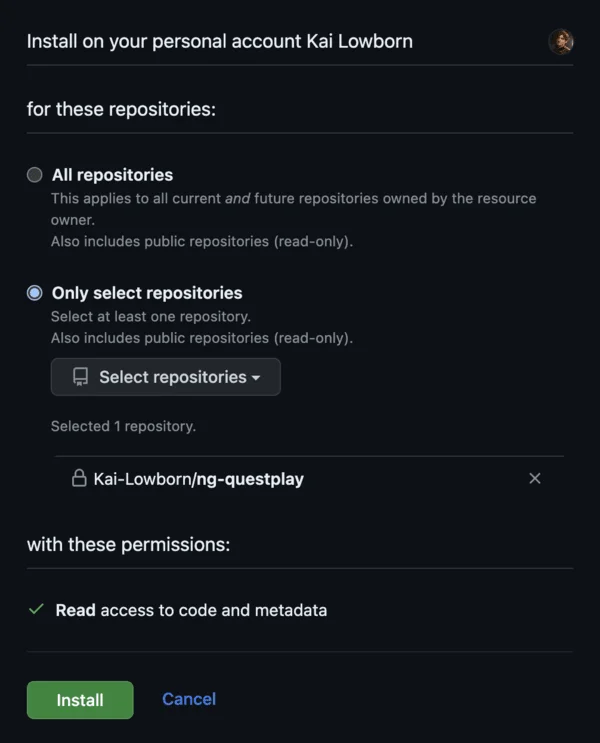 Install on your personal account Kai Lowborn
for these repositories:
All repositories
This applies to all current and future repositories owned by the resource
owner.
Also includes public repositories (read-only).
Only select repositories
Select at least one repository.
Also includes public repositories (read-only).
Select repositories
Selected 1 repository.
Kai-Lowborn/ng-questplay
with these permissions:
Read access to code and metadata
Install Cancel